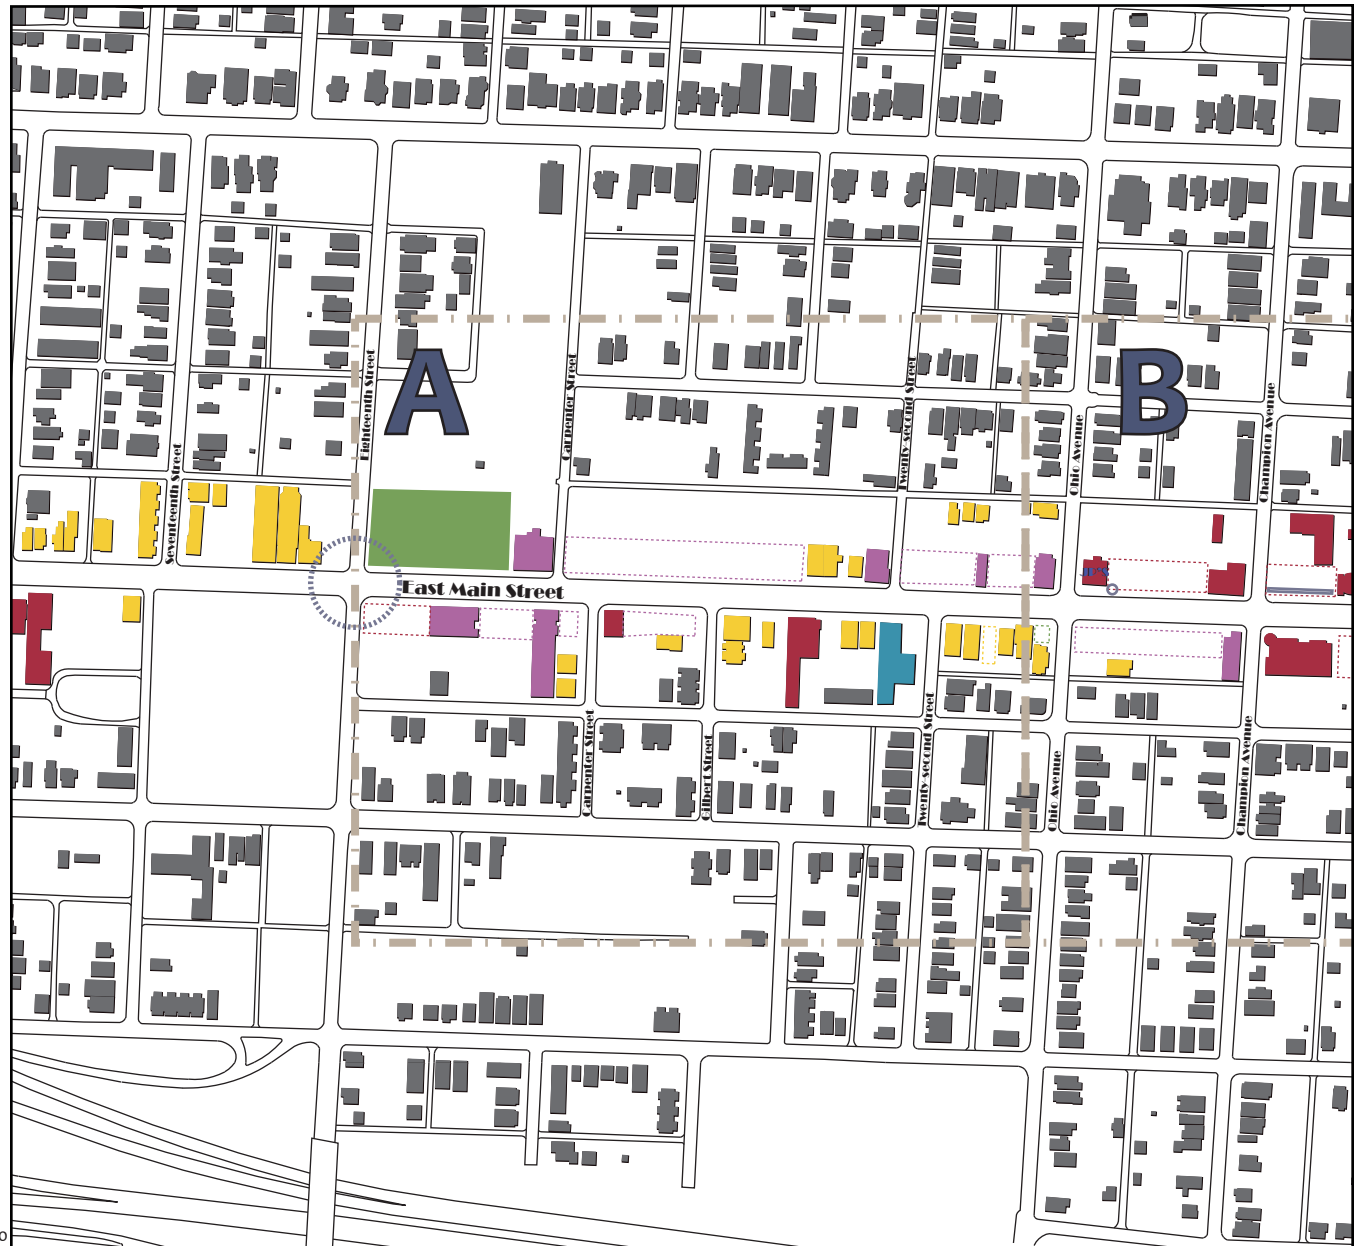 A
B
Eighteenth Street
Carpenter Street
Twenty-second Street
Ohio Avenue
Champion Avenue
Seventeenth Street
East Main Street
Carpenter Street
Gilbert Street
Twenty-second Street
Ohio Avenue
Champion Avenue
o